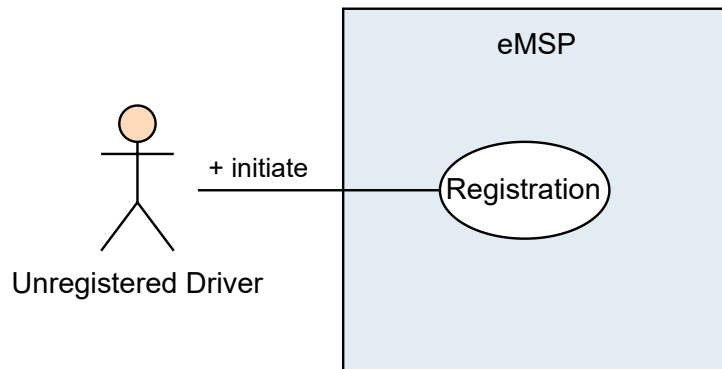 eMSP
+ initiate
Registration
Unregistered Driver